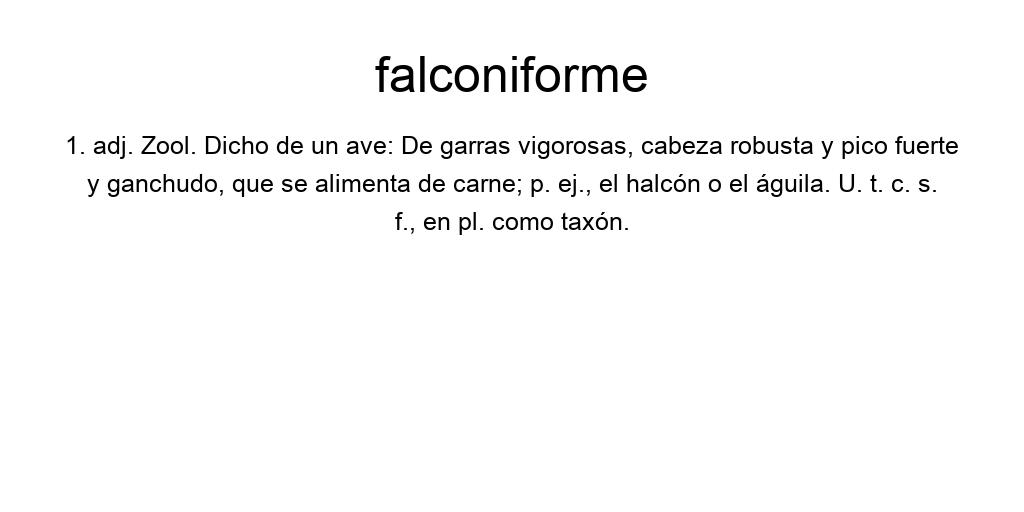 falconiforme
1. adj. Zool. Dicho de un ave: De garras vigorosas, cabeza robusta y pico fuerte
y ganchudo, que se alimenta de carne; p. ej., el halcón o el águila. U. t. c. s.
f., en pl. como taxón.